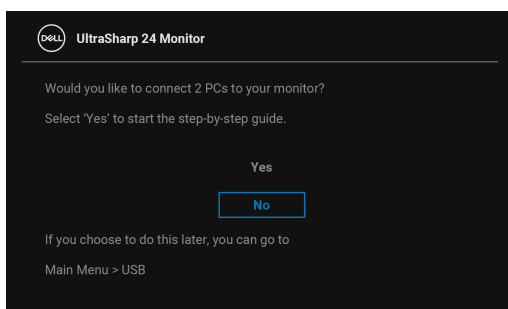 DELL UltraSharp 24 Monitor
Would you like to connect 2 PCs to your monitor?
Select ‘Yes’ to start the step-by-step guide.
Yes
No
If you choose to do this later, you can go to
Main Menu > USB